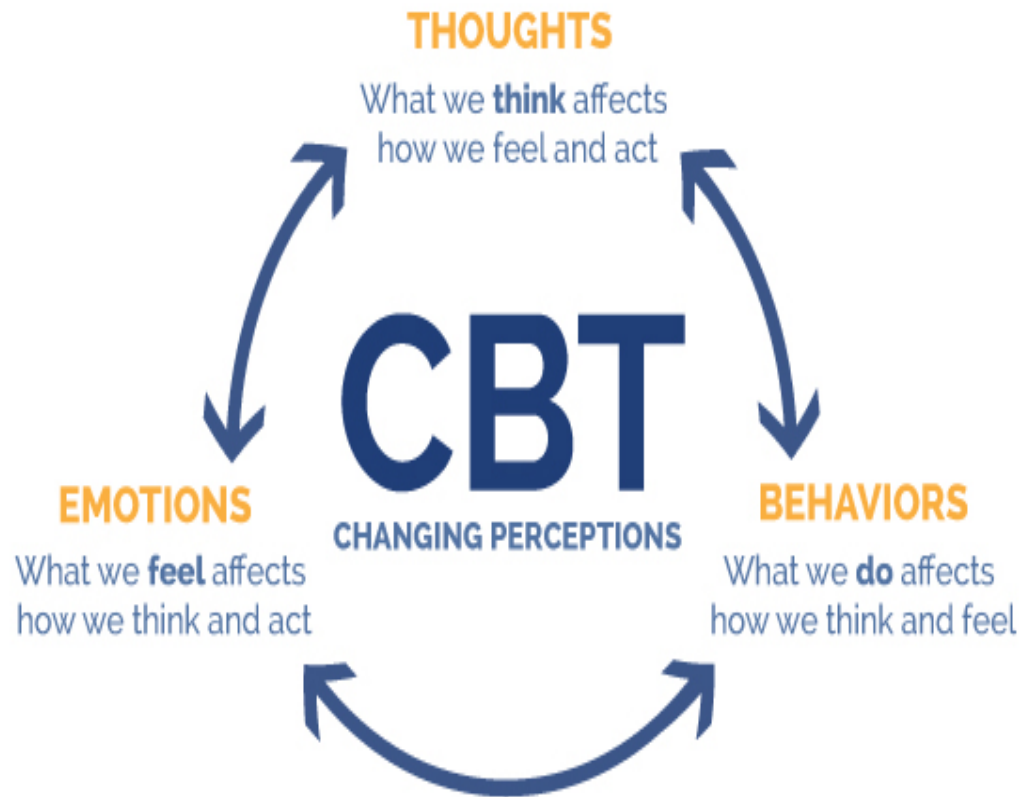 THOUGHTS
What we think affects
how we feel and act
CBT
CHANGING PERCEPTIONS
EMOTIONS
What we feel affects
how we think and act
BEHAVIORS
What we do affects
how we think and feel